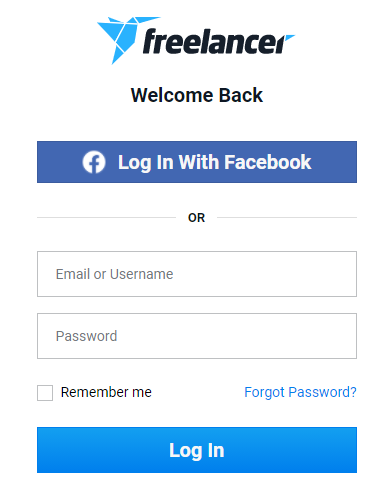 freelancer
Welcome Back
Log In With Facebook
OR
Email or Username
Password
Remember me Forgot Password?
Log In